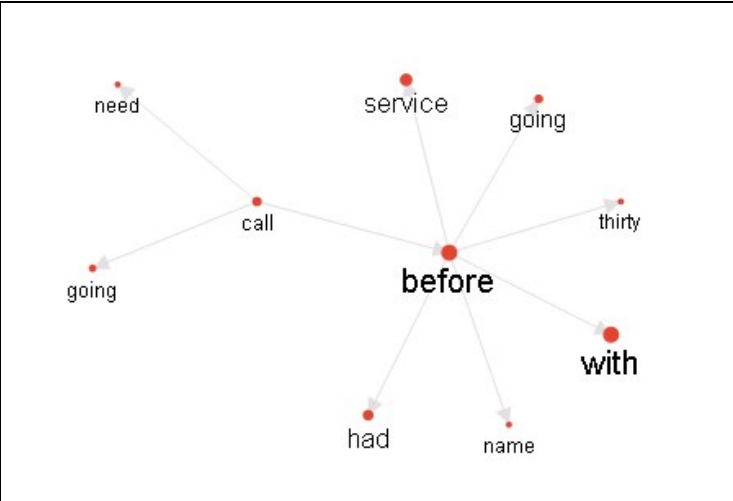 need
service
going
call
thirty
before
going
with
had
name